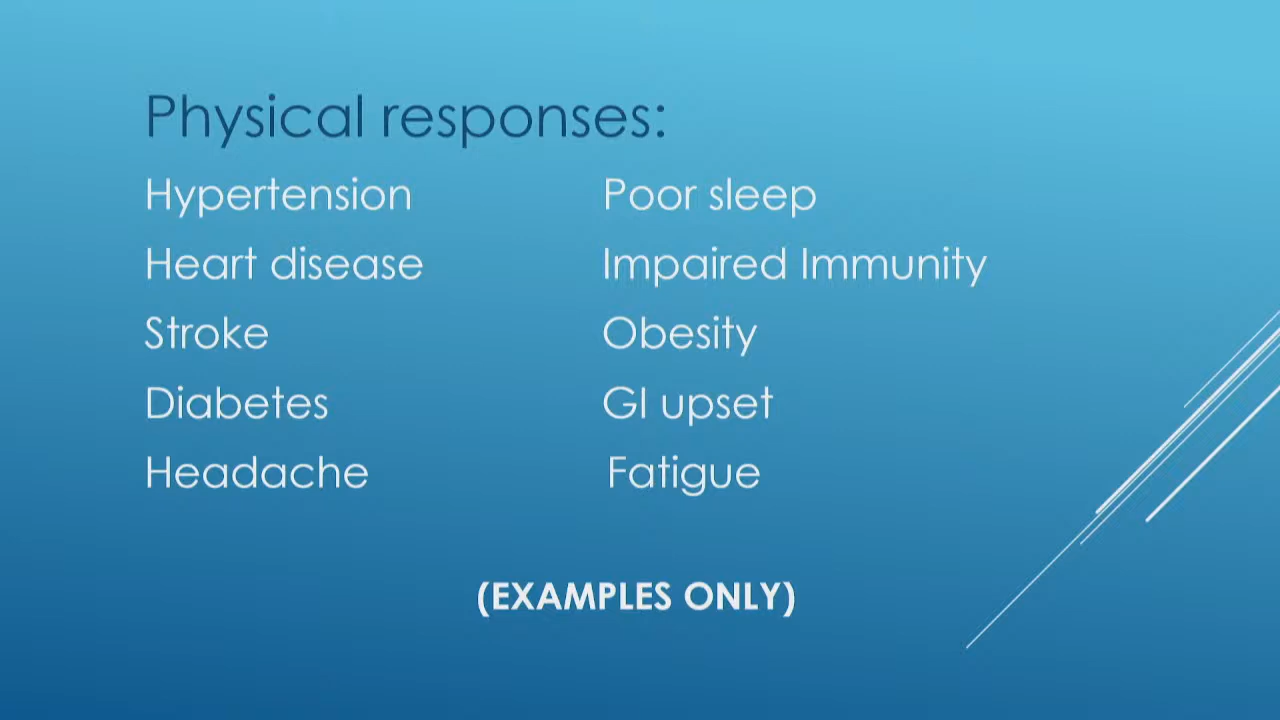 Physical responses:
Hypertension Poor sleep
Heart disease Impaired Immunity
Stroke Obesity
Diabetes GI upset
Headache Fatigue
(EXAMPLES ONLY)